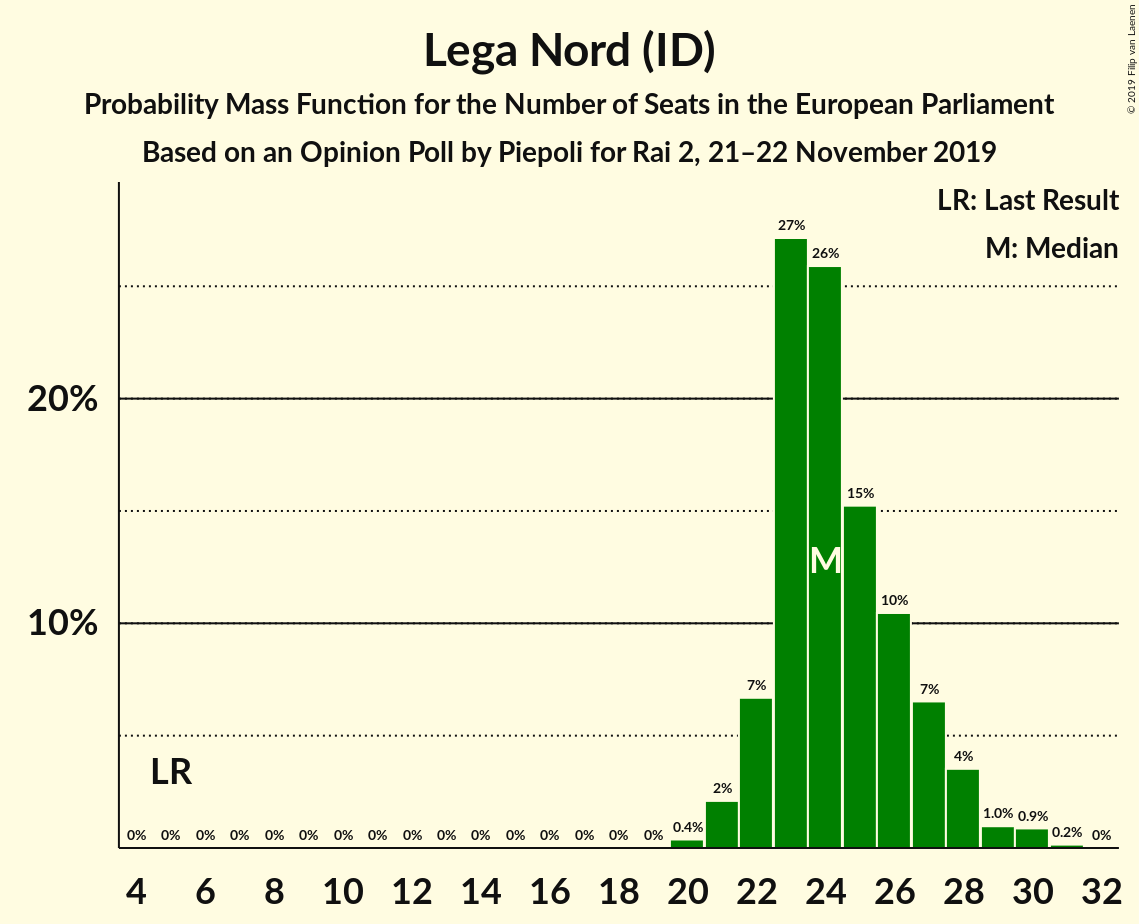 Lega Nord (ID)
Probability Mass Function for the Number of Seats in the European Parliament
Based on an Opinion Poll by Piepoli for Rai 2, 21–22 November 2019
© 2019 Filip van Laenen
LR: Last Result
M: Median
27%
26%
20%
15%
M
10%
10%
7%
7%
4%
LR
2%
0% 0% 0% 0% 0% 0% 0% 0% 0% 0% 0% 0% 0% 0% 0% 0% 0.4% 1.0% 0.9% 0.2% 0%
4 6 8 10 12 14 16 18 20 22 24 26 28 30 32